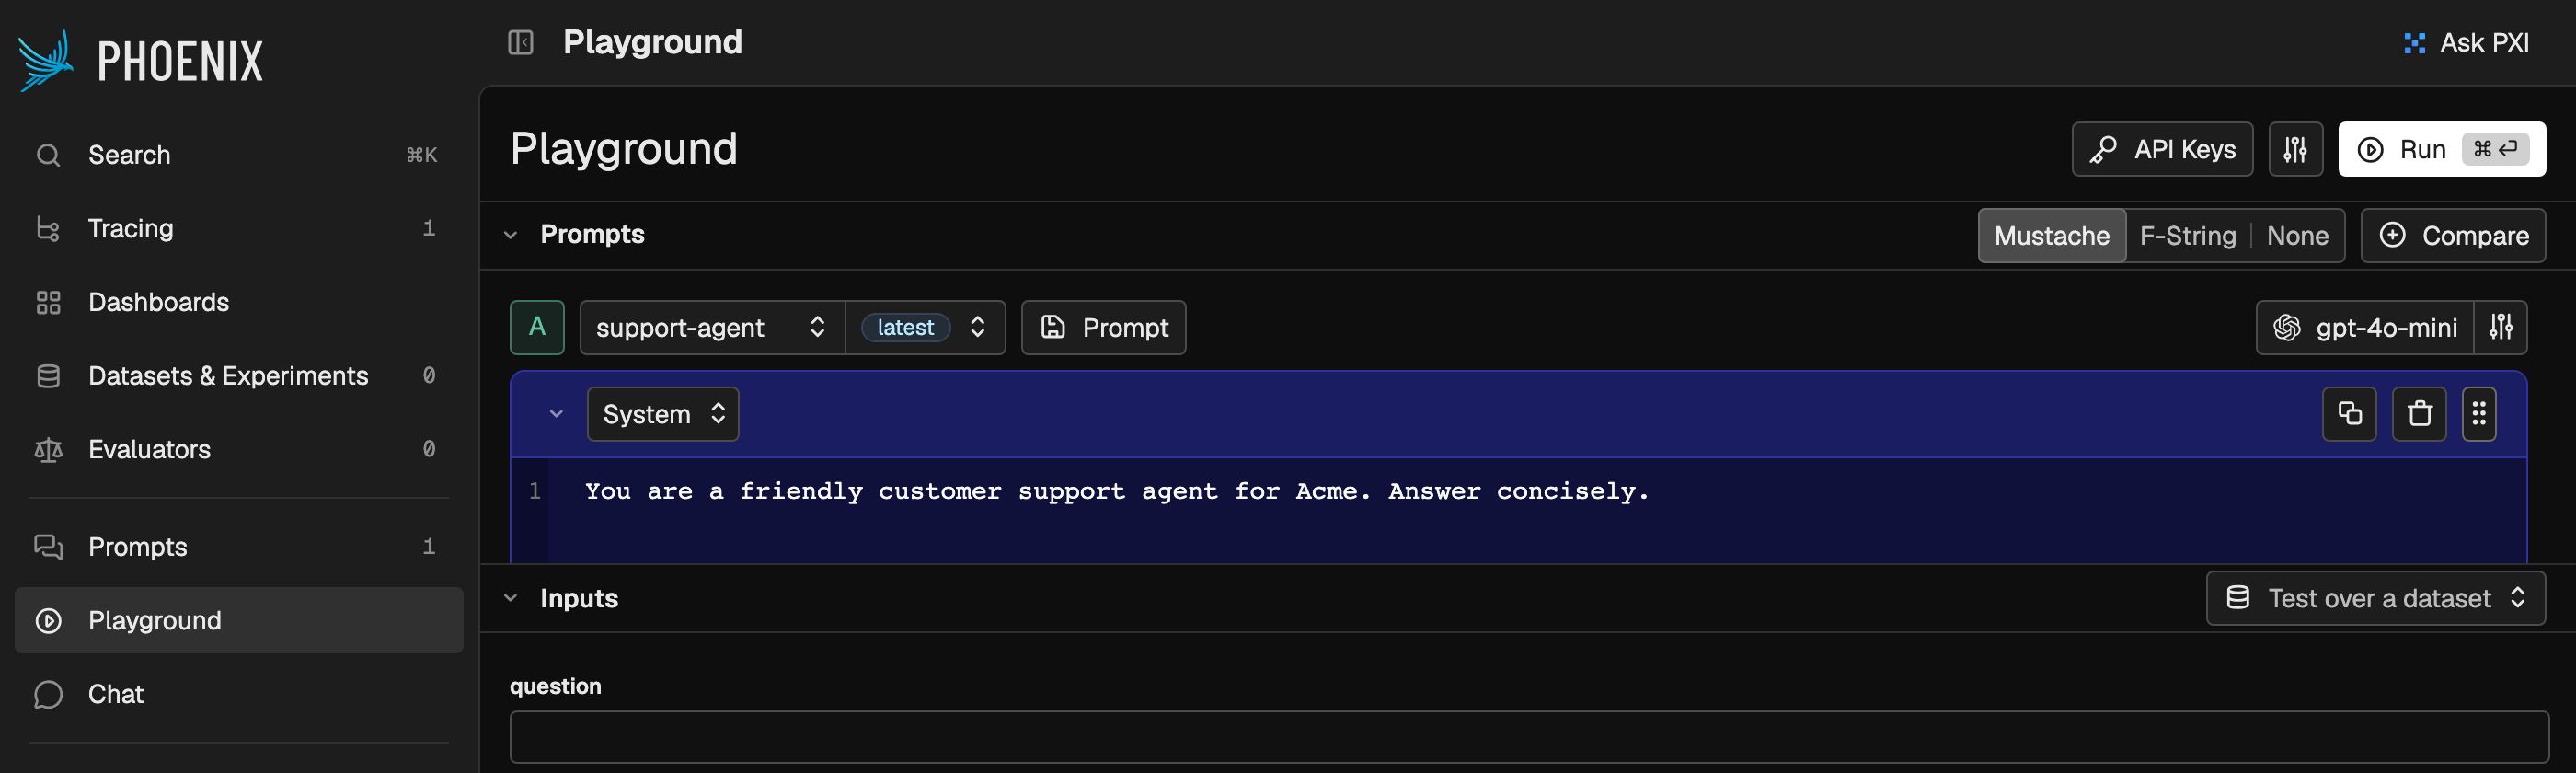 PHOENIX
Search ⌘K
Tracing 1
Dashboards
Datasets & Experiments 0
Evaluators 0
Prompts 1
Playground
Chat
Playground
Ask PXI
Playground
API Keys
Run ⌘
Prompts
Mustache F-String None
Compare
A support-agent latest Prompt
gpt-4o-mini
System
1 You are a friendly customer support agent for Acme. Answer concisely.
Inputs
Test over a dataset
question